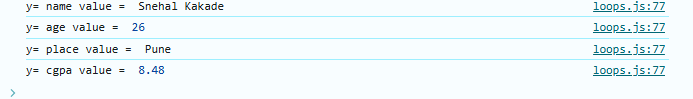 y= name value =  Snehal Kakade loops.js:77
y= age value =  26 loops.js:77
y= place value =  Pune loops.js:77
y= cgpa value =  8.48 loops.js:77
>